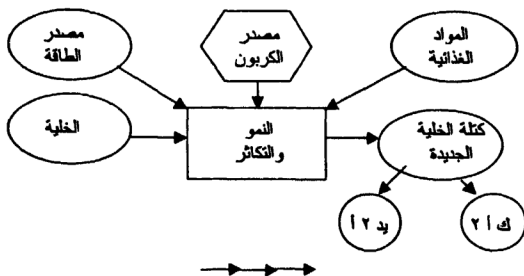 المواد
الغذائية
مصدر
الكربون
مصدر
الطاقة
كتلة الخلية
الجديدة
النمو
والتكاثر
الخلية
ك أ ٢
يد ٢ أ